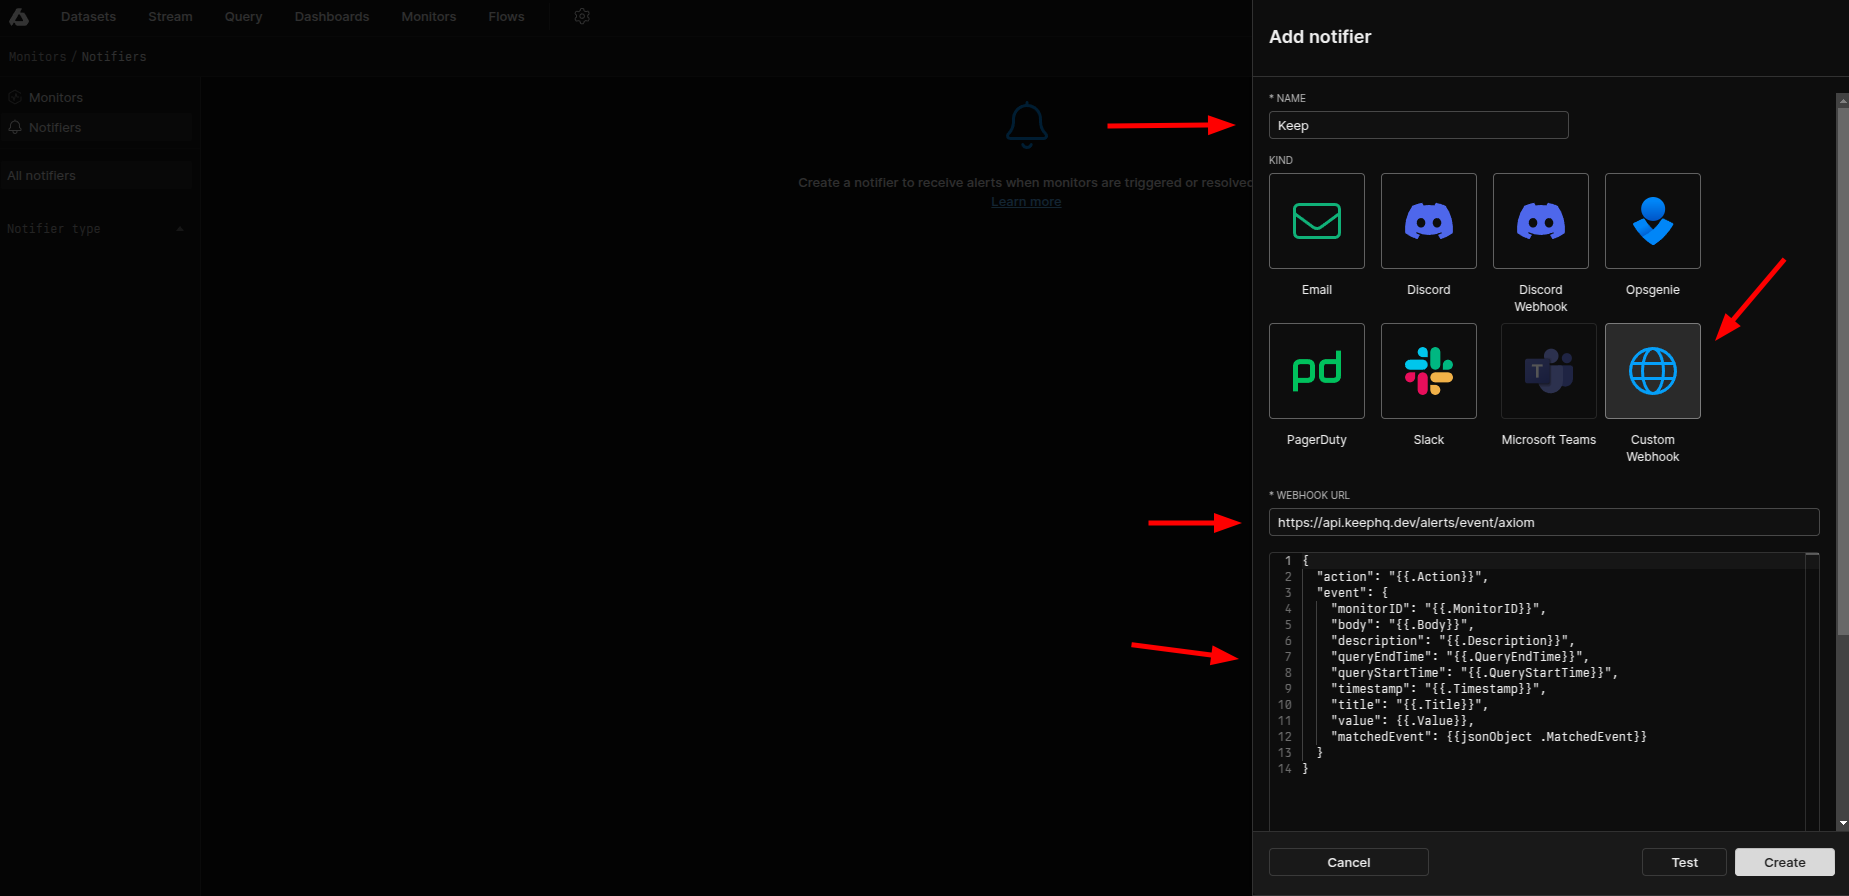 Datasets
Stream
Query
Dashboards
Monitors
Flows
Monitors / Notifiers
Monitors
Notifiers
All notifiers
Notifier type
Create a notifier to receive alerts when monitors are triggered or resolved
Learn more
Add notifier
* NAME
Keep
KIND
Email
Discord
Discord
Webhook
Opsgenie
pd
T
PagerDuty
Slack
Microsoft Teams
Custom
Webhook
* WEBHOOK URL
https://api.keephq.dev/alerts/event/axiom
1 {
2 "action": "{{.Action}}",
3 "event": {
4 "monitorID": "{{.MonitorID}}",
5 "body": "{{.Body}}",
6 "description": "{{.Description}}",
7 "queryEndTime": "{{.QueryEndTime}}",
8 "queryStartTime": "{{.QueryStartTime}}",
9 "timestamp": "{{.Timestamp}}",
10 "title": "{{.Title}}",
11 "value": {{.Value}},
12 "matchedEvent": {{jsonObject .MatchedEvent}}
13 }
14 }
Cancel
Test
Create